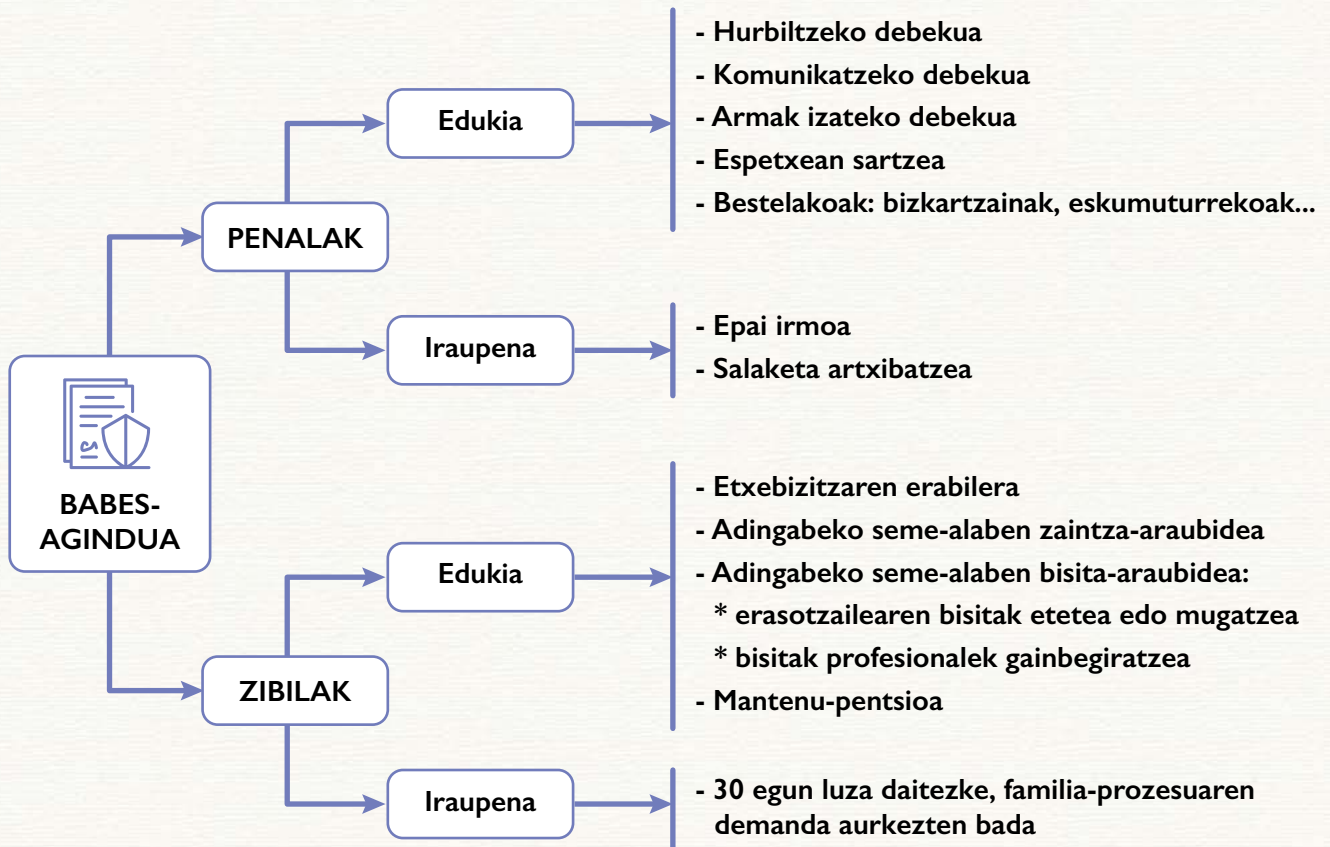 BABES-
AGINDUA
PENALAK
Edukia
- Hurbiltzeko debekua
- Komunikatzeko debekua
- Armak izateko debekua
- Espetxean sartzea
- Bestelakoak: bizkartzainak, eskumuturrekoak...
Iraupena
- Epai irmoa
- Salaketa artxibatzea
ZIBILAK
Edukia
- Etxebizitzaren erabilera
- Adingabeko seme-alaben zaintza-araubidea
- Adingabeko seme-alaben bisita-araubidea:
* erasotzailearen bisitak etetea edo mugatzea
* bisitak profesionalek gainbegiratzea
- Mantenu-pentsioa
Iraupena
- 30 egun luza daitezke, familia-prozesuaren
demanda aurkezten bada